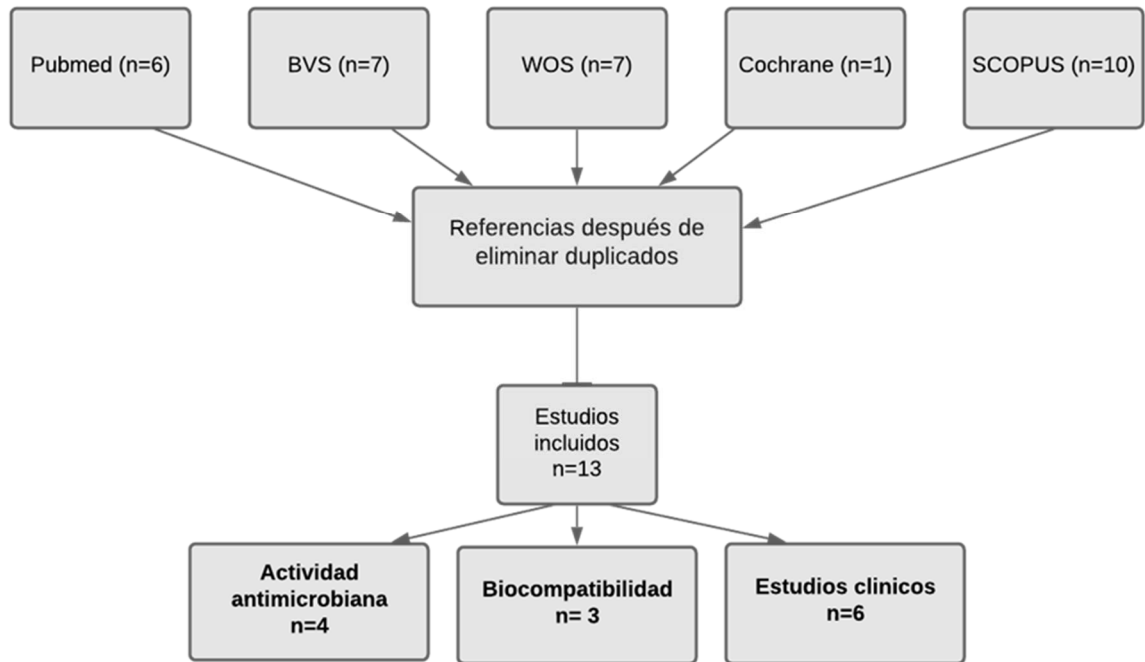 Pubmed (n=6)
BVS (n=7)
WOS (n=7)
Cochrane (n=1)
SCOPUS (n=10)
Referencias después de
eliminar duplicados
Estudios
incluidos
n=13
Actividad
antimicrobiana
n=4
Biocompatibilidad
n= 3
Estudios clinicos
n=6